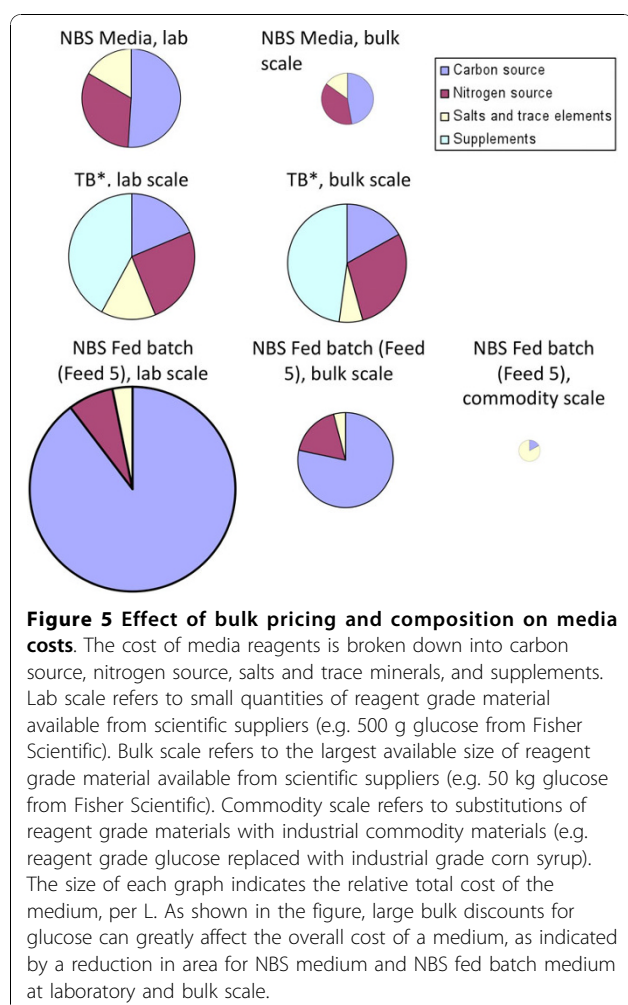 NBS Media, lab
NBS Media, bulk
scale
Carbon source
Nitrogen source
Salts and trace elements
Supplements
TB*. lab scale
TB*, bulk scale
NBS Fed batch
(Feed 5), lab scale
NBS Fed batch (Feed
5), bulk scale
NBS Fed batch
(Feed 5),
commodity scale
Figure 5 Effect of bulk pricing and composition on media
costs. The cost of media reagents is broken down into carbon
source, nitrogen source, salts and trace minerals, and supplements.
Lab scale refers to small quantities of reagent grade material
available from scientific suppliers (e.g. 500 g glucose from Fisher
Scientific). Bulk scale refers to the largest available size of reagent
grade material available from scientific suppliers (e.g. 50 kg glucose
from Fisher Scientific). Commodity scale refers to substitutions of
reagent grade materials with industrial commodity materials (e.g.
reagent grade glucose replaced with industrial grade corn syrup).
The size of each graph indicates the relative total cost of the
medium, per L. As shown in the figure, large bulk discounts for
glucose can greatly affect the overall cost of a medium, as indicated
by a reduction in area for NBS medium and NBS fed batch medium
at laboratory and bulk scale.